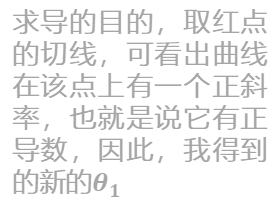 求导的目的，取红点
的切线，可看出曲线
在该点上有一个正斜
率，也就是说它有正
导数，因此，我得到
的新的θ₁